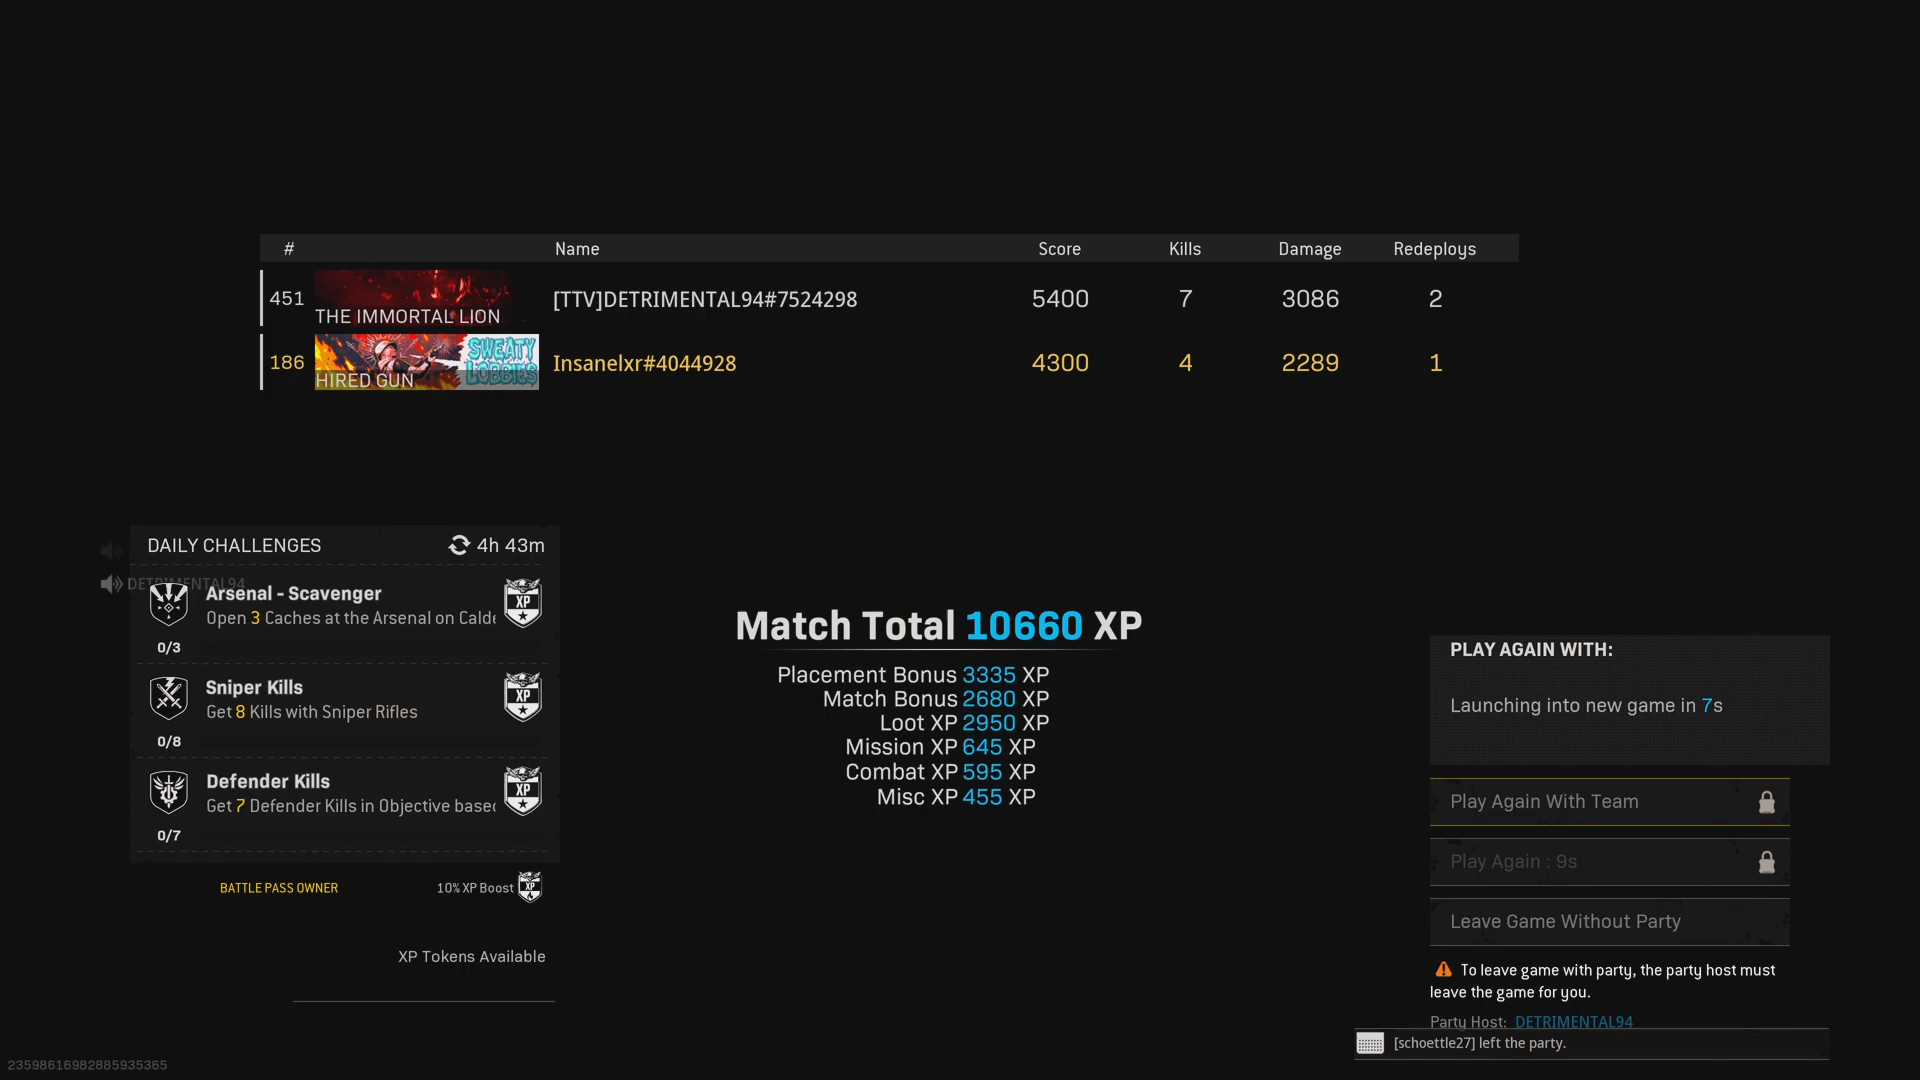 # Name Score Kills Damage Redeploys
451 THE IMMORTAL LION [TTV]DETRIMENTAL94#7524298 5400 7 3086 2
186 HIRED GUN SWEATY LOBBIES Insanelxr#4044928 4300 4 2289 1
DAILY CHALLENGES 4h 43m
DETRIMENTAL94
Arsenal - Scavenger
Open 3 Caches at the Arsenal on Calde
XP
0/3
Sniper Kills
Get 8 Kills with Sniper Rifles
XP
0/8
Defender Kills
Get 7 Defender Kills in Objective based
XP
0/7
BATTLE PASS OWNER 10% XP Boost XP
XP Tokens Available
Match Total 10660 XP
Placement Bonus 3335 XP
Match Bonus 2680 XP
Loot XP 2950 XP
Mission XP 645 XP
Combat XP 595 XP
Misc XP 455 XP
PLAY AGAIN WITH:
Launching into new game in 7s
Play Again With Team
Play Again : 9s
Leave Game Without Party
To leave game with party, the party host must
leave the game for you.
Party Host: DETRIMENTAL94
[schoettle27] left the party.
23598616982885935365